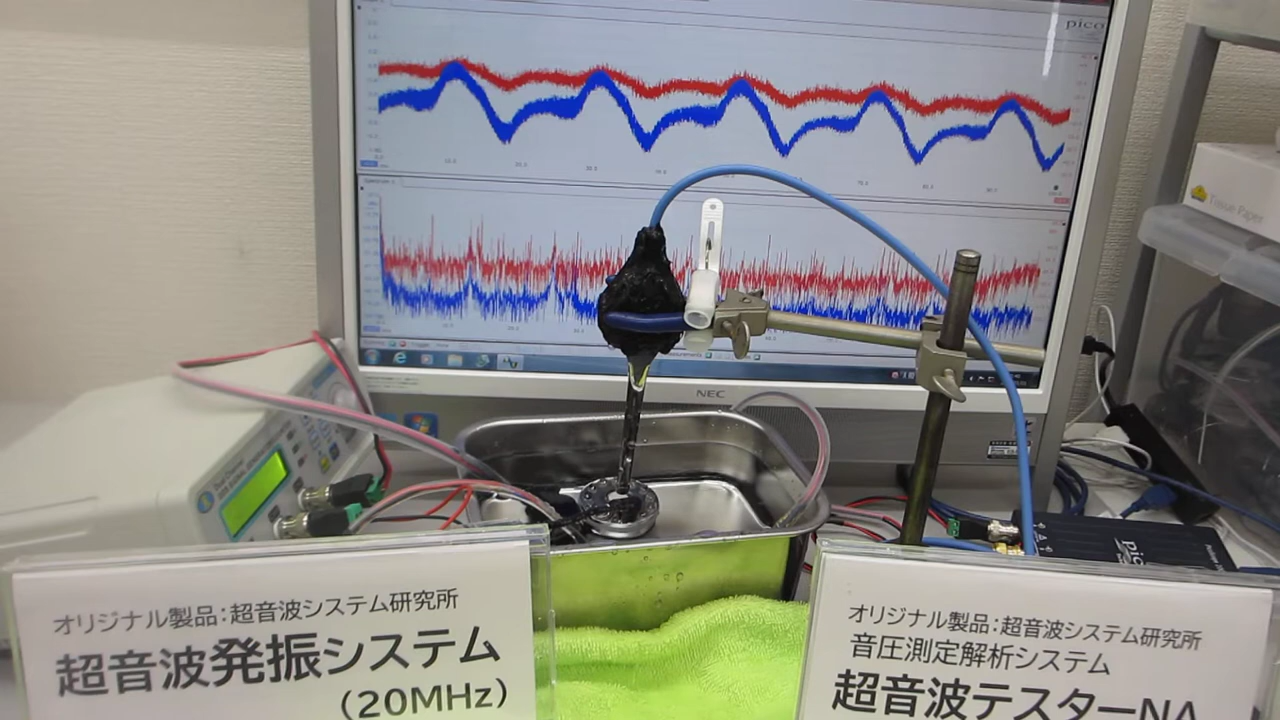 pico
Tissue Paper
NEC
pico
オリジナル製品:超音波システム研究所
超音波発振システム
(20MHz)
オリジナル製品:超音波システム研究所
音圧測定解析システム
超音波テスターNA